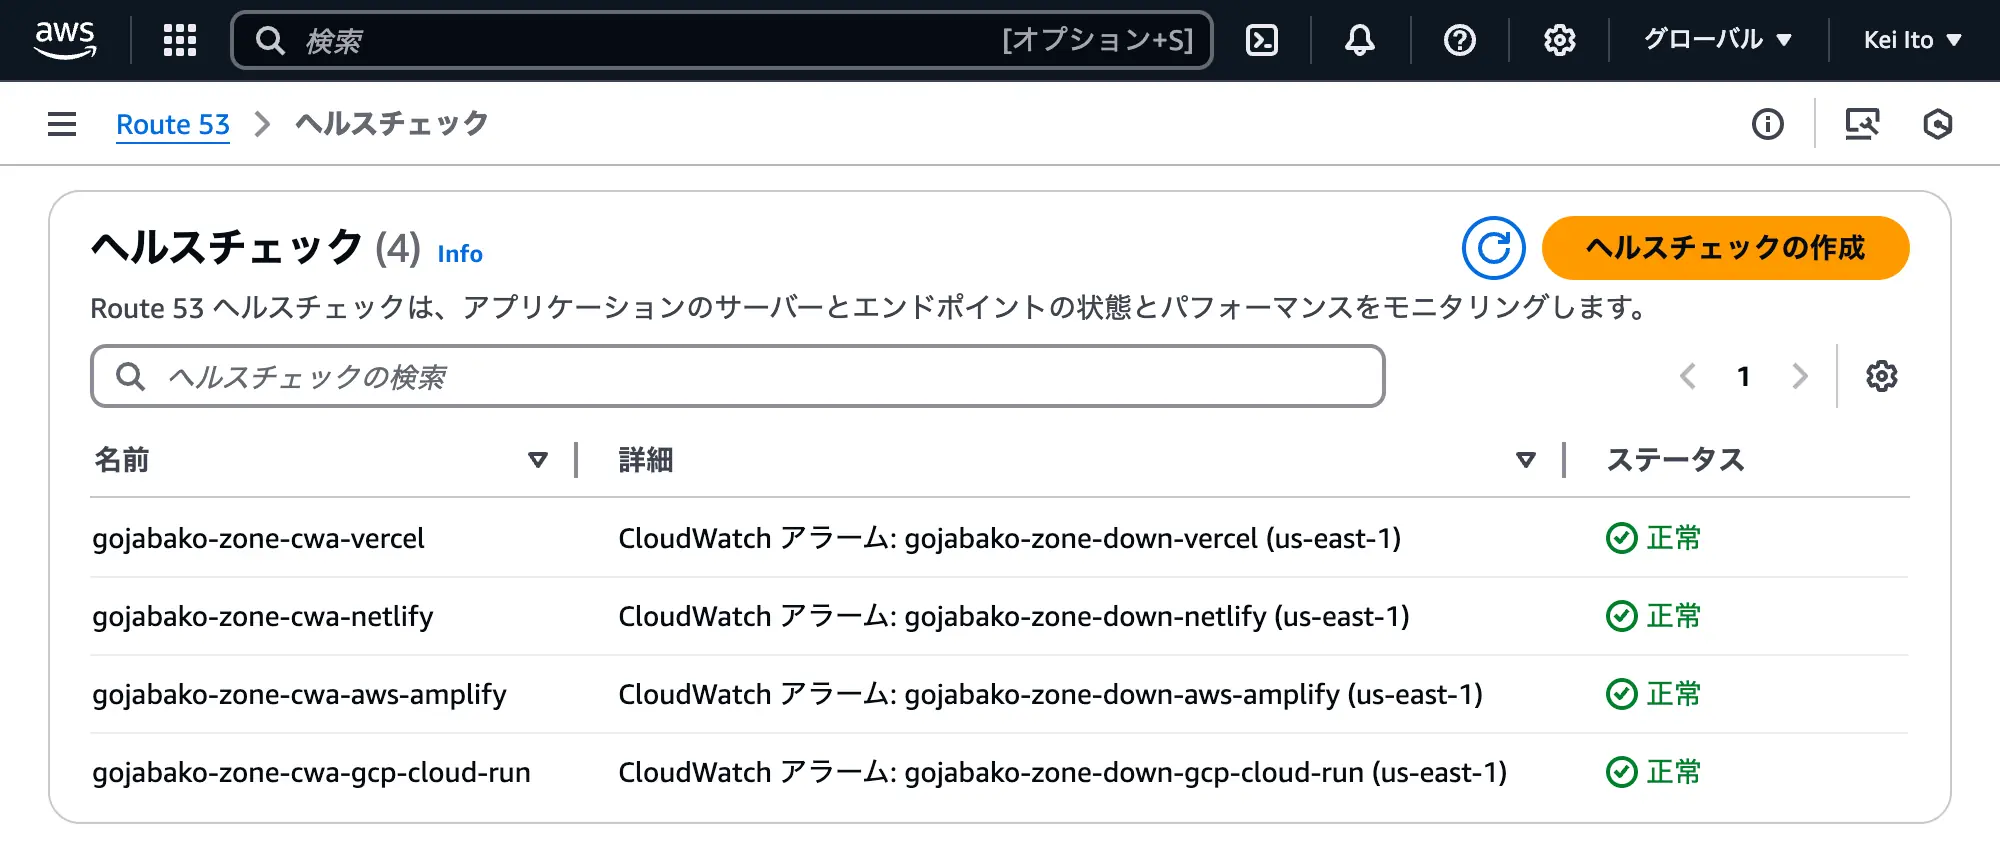 aws 検索 [オプション+S] グローバル Kei Ito
Route 53 ヘルスチェック
ヘルスチェック (4) Info ヘルスチェックの作成
Route 53 ヘルスチェックは、アプリケーションのサーバーとエンドポイントの状態とパフォーマンスをモニタリングします。
ヘルスチェックの検索 1
名前 詳細 ステータス
gojabako-zone-cwa-vercel CloudWatch アラーム: gojabako-zone-down-vercel (us-east-1) 正常
gojabako-zone-cwa-netlify CloudWatch アラーム: gojabako-zone-down-netlify (us-east-1) 正常
gojabako-zone-cwa-aws-amplify CloudWatch アラーム: gojabako-zone-down-aws-amplify (us-east-1) 正常
gojabako-zone-cwa-gcp-cloud-run CloudWatch アラーム: gojabako-zone-down-gcp-cloud-run (us-east-1) 正常